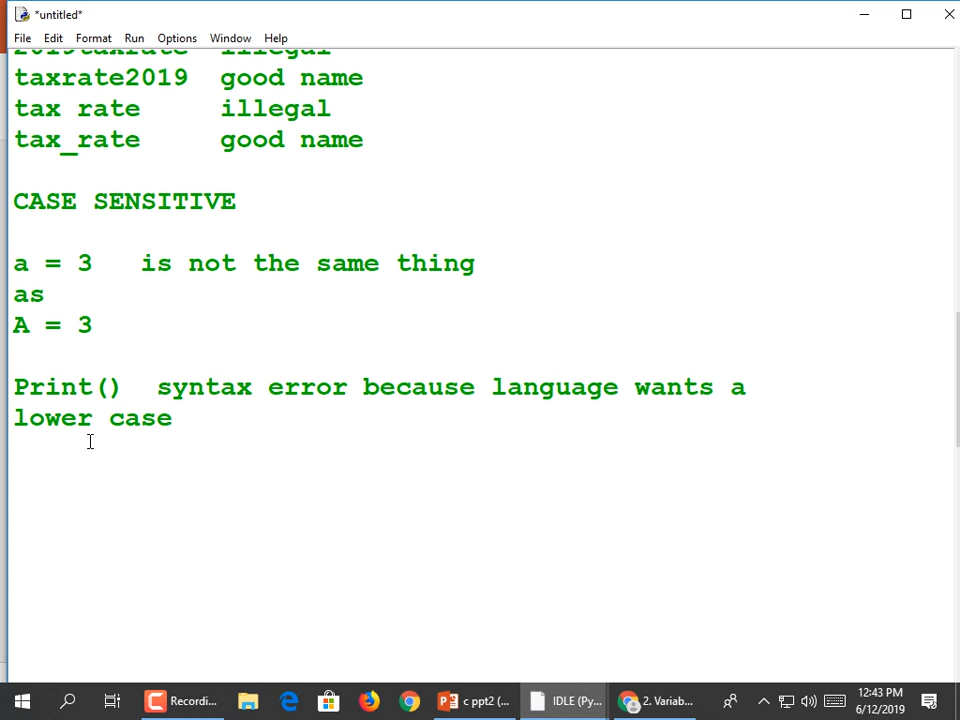 *untitled*
File Edit Format Run Options Window Help
2019taxrate illegal
taxrate2019 good name
tax rate illegal
tax_rate good name
CASE SENSITIVE
a = 3 is not the same thing
as
A = 3
Print() syntax error because language wants a
lower case
Recordi... c ppt2 (... IDLE (Py... 2. Variab... 12:43 PM
6/12/2019